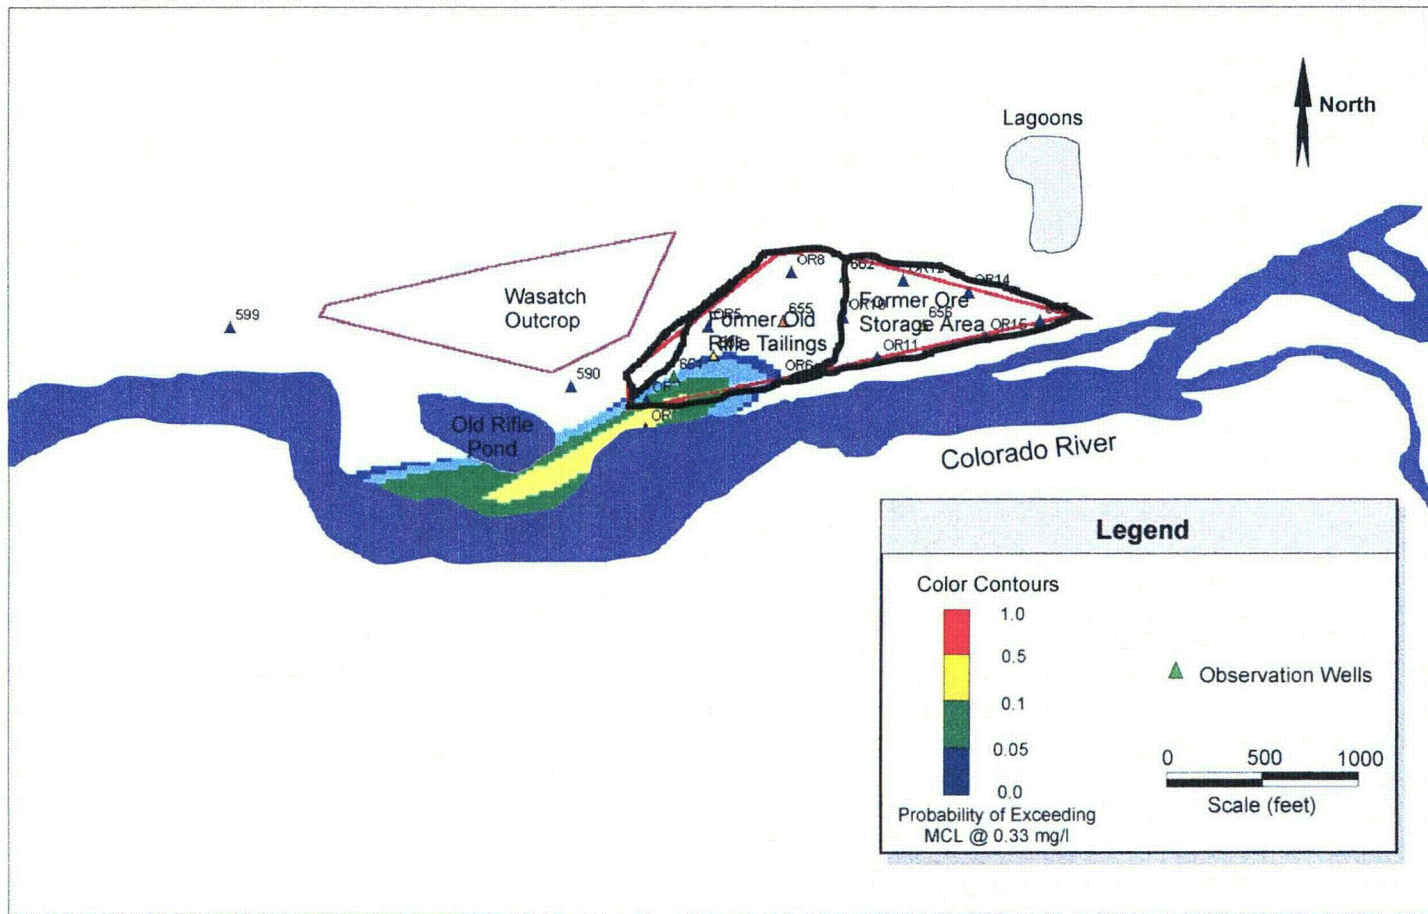 North
Lagoons
OR8
OR14
599
Wasatch
Outcrop
OR5
655
656
OR15
Former Ore
Storage Area
Former Old
Rifle Tailings
OR11
OR6
590
Old Rifle
Pond
Colorado River
Legend
Color Contours
1.0
0.5
0.1
0.05
0.0
Probability of Exceeding
MCL @ 0.33 mg/l
Observation Wells
0 500 1000
Scale (feet)